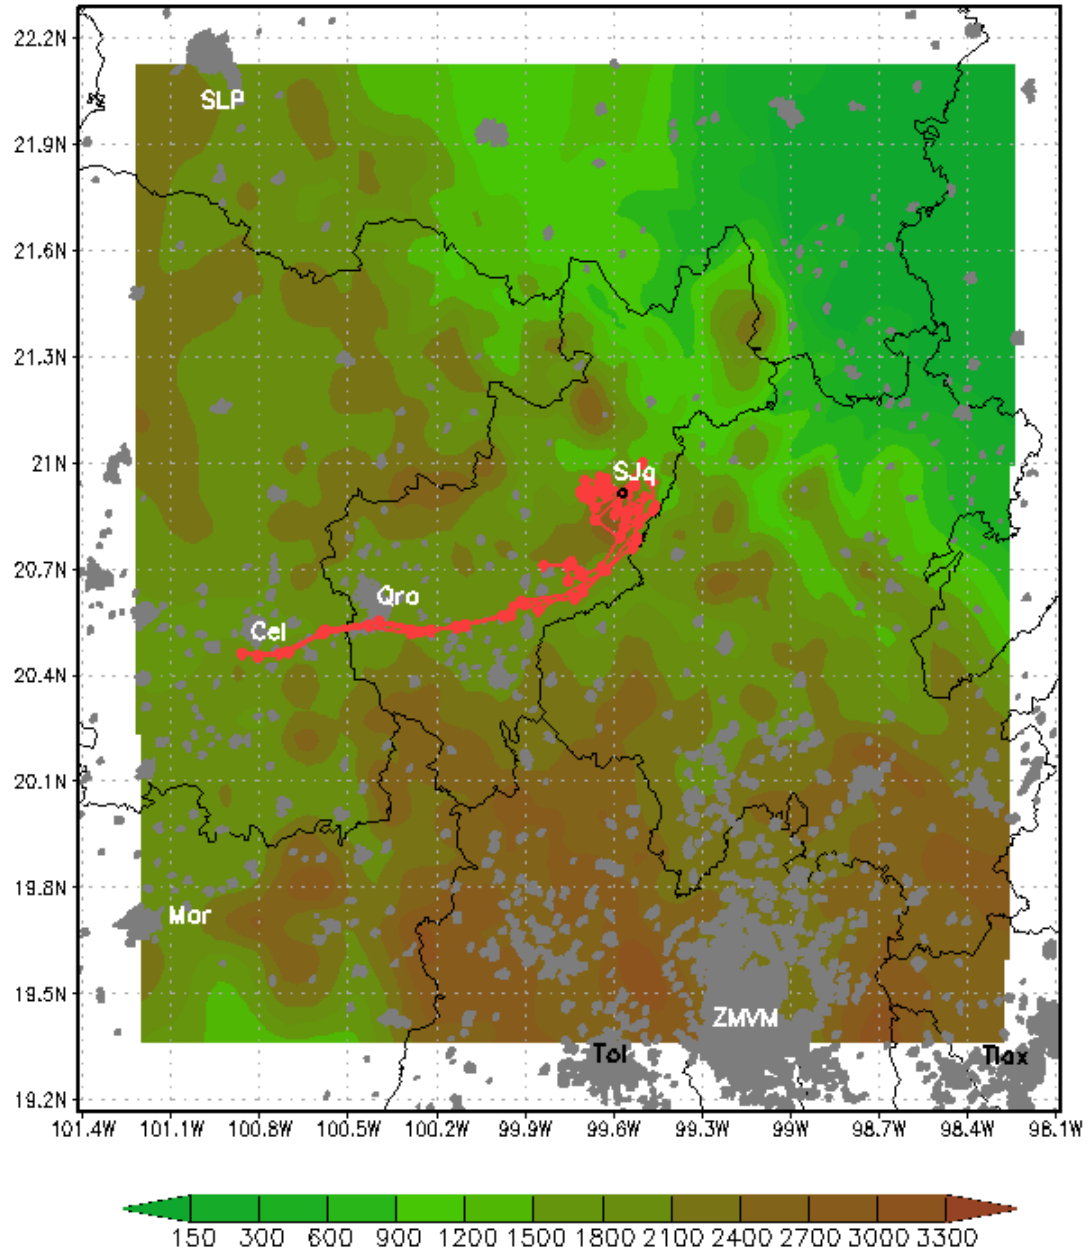 22.2N
SLP
21.9N
21.6N
21.3N
21N
SJq
20.7N
Qro
Cel
20.4N
20.1N
19.8N
Mor
19.5N
ZMVM
Tol
Tlax
19.2N
101.4W 101.1W 100.8W 100.5W 100.2W 99.9W 99.6W 99.3W 99W 98.7W 98.4W 98.1W
150 300 600 900 1200 1500 1800 2100 2400 2700 3000 3300